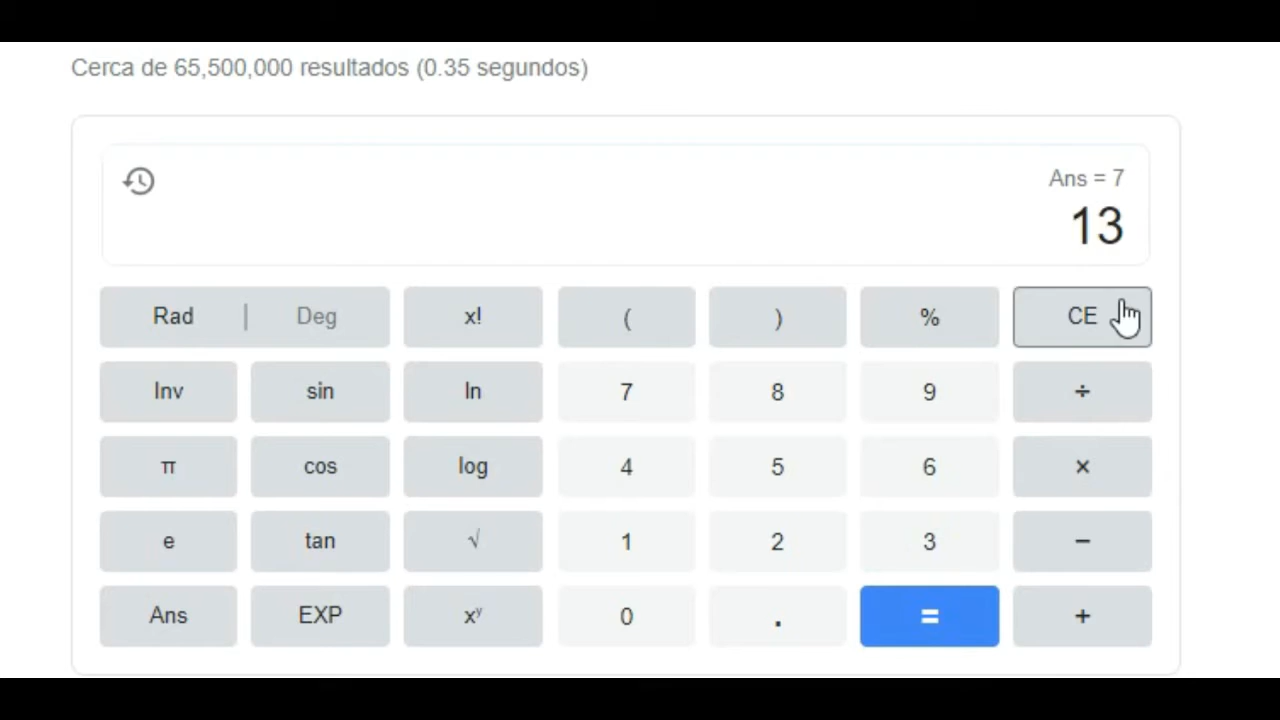 Cerca de 65,500,000 resultados (0.35 segundos)
Ans = 7
13
Rad | Deg x! ( ) % CE
Inv sin ln 7 8 9 ÷
π cos log 4 5 6 ×
e tan √ 1 2 3 −
Ans EXP xʸ 0 . = +